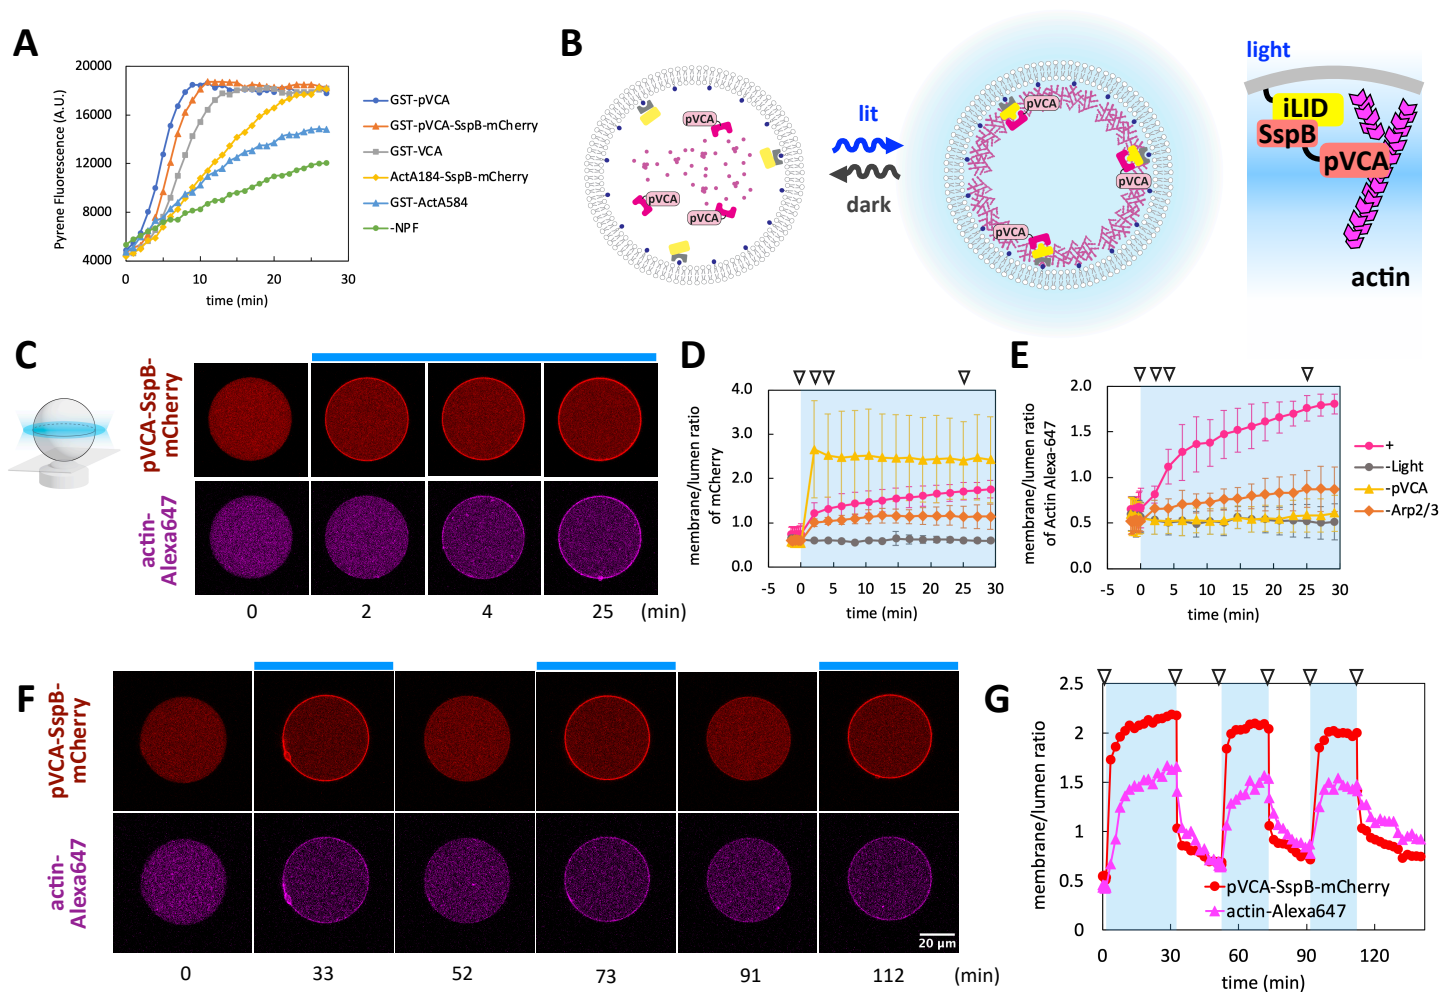 A
20000
16000
12000
8000
4000
Pyrene Fluorescence (A.U.)
0
10
20
30
time (min)
GST-pVCA
GST-pVCA-SspB-mCherry
GST-VCA
ActA184-SspB-mCherry
GST-ActA584
-NPF
B
pVCA
pVCA
pVCA
lit
dark
pVCA
pVCA
pVCA
light
iLID
SspB
pVCA
actin
C
pVCA-SspB-
mCherry
actin-
Alexa647
0
2
4
25
(min)
D
4.0
3.0
2.0
1.0
0.0
membrane/lumen ratio
of mCherry
-5
0
5
10
15
20
25
30
time (min)
E
2.0
1.5
1.0
0.5
0.0
membrane/lumen ratio
of Actin Alexa-647
-5
0
5
10
15
20
25
30
time (min)
+
-Light
-pVCA
-Arp2/3
F
pVCA-SspB-
mCherry
actin-
Alexa647
20 μm
0
33
52
73
91
112
(min)
G
2.5
2
1.5
1
0.5
0
membrane/lumen ratio
pVCA-SspB-mCherry
actin-Alexa647
0
30
60
90
120
time (min)